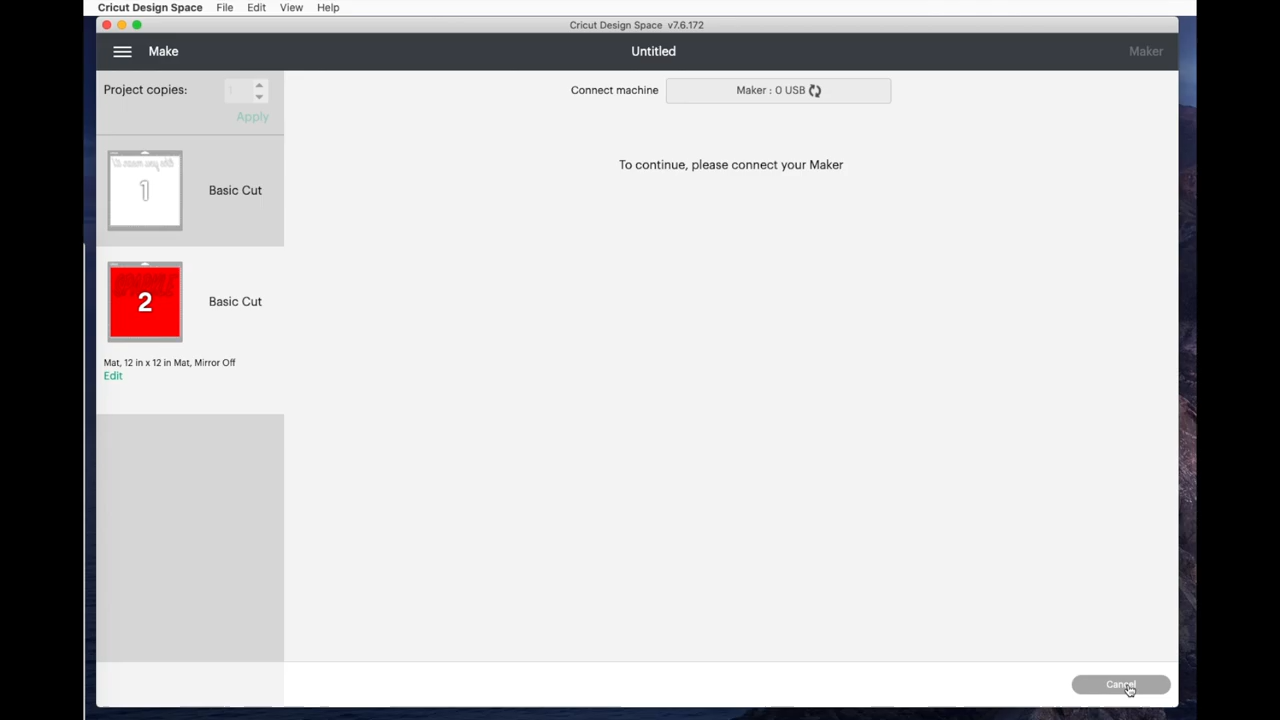 Cricut Design Space File Edit View Help
Cricut Design Space v7.6.172
Make Untitled Maker
Project copies: 1
Apply
Connect machine Maker : 0 USB
To continue, please connect your Maker
1 Basic Cut
2 Basic Cut
Mat, 12 in x 12 in Mat, Mirror Off
Edit
Cancel